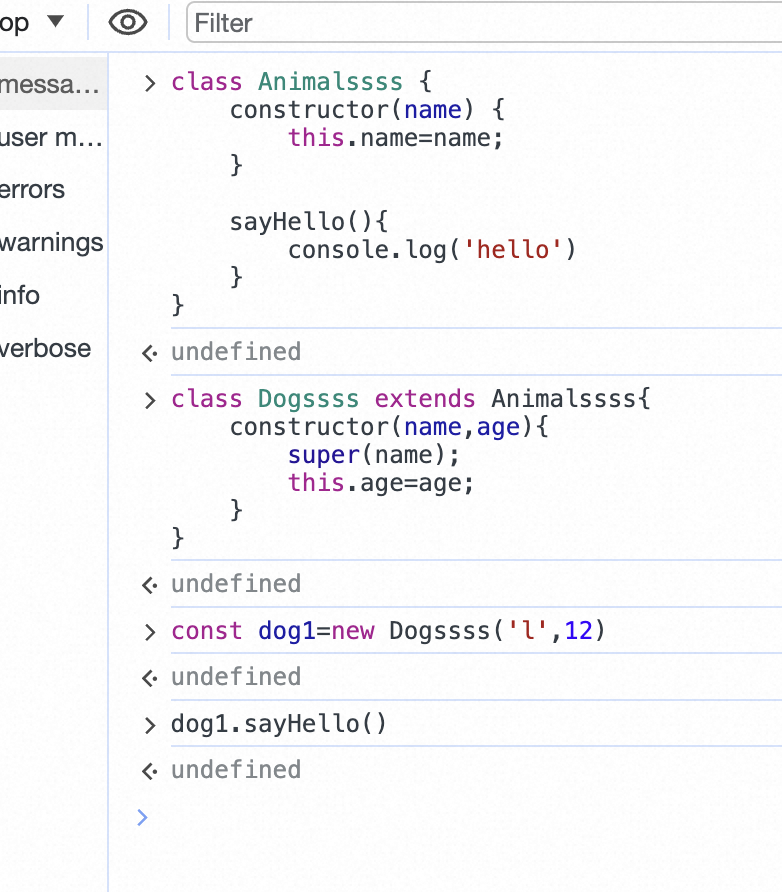 op ▼
Filter
messa...
user m...
errors
warnings
info
verbose
> class Animalssss {
    constructor(name) {
        this.name=name;
    }

    sayHello(){
        console.log('hello')
    }
}
undefined
> class Dogssss extends Animalssss{
    constructor(name,age){
        super(name);
        this.age=age;
    }
}
undefined
> const dog1=new Dogssss('l',12)
undefined
> dog1.sayHello()
undefined
>